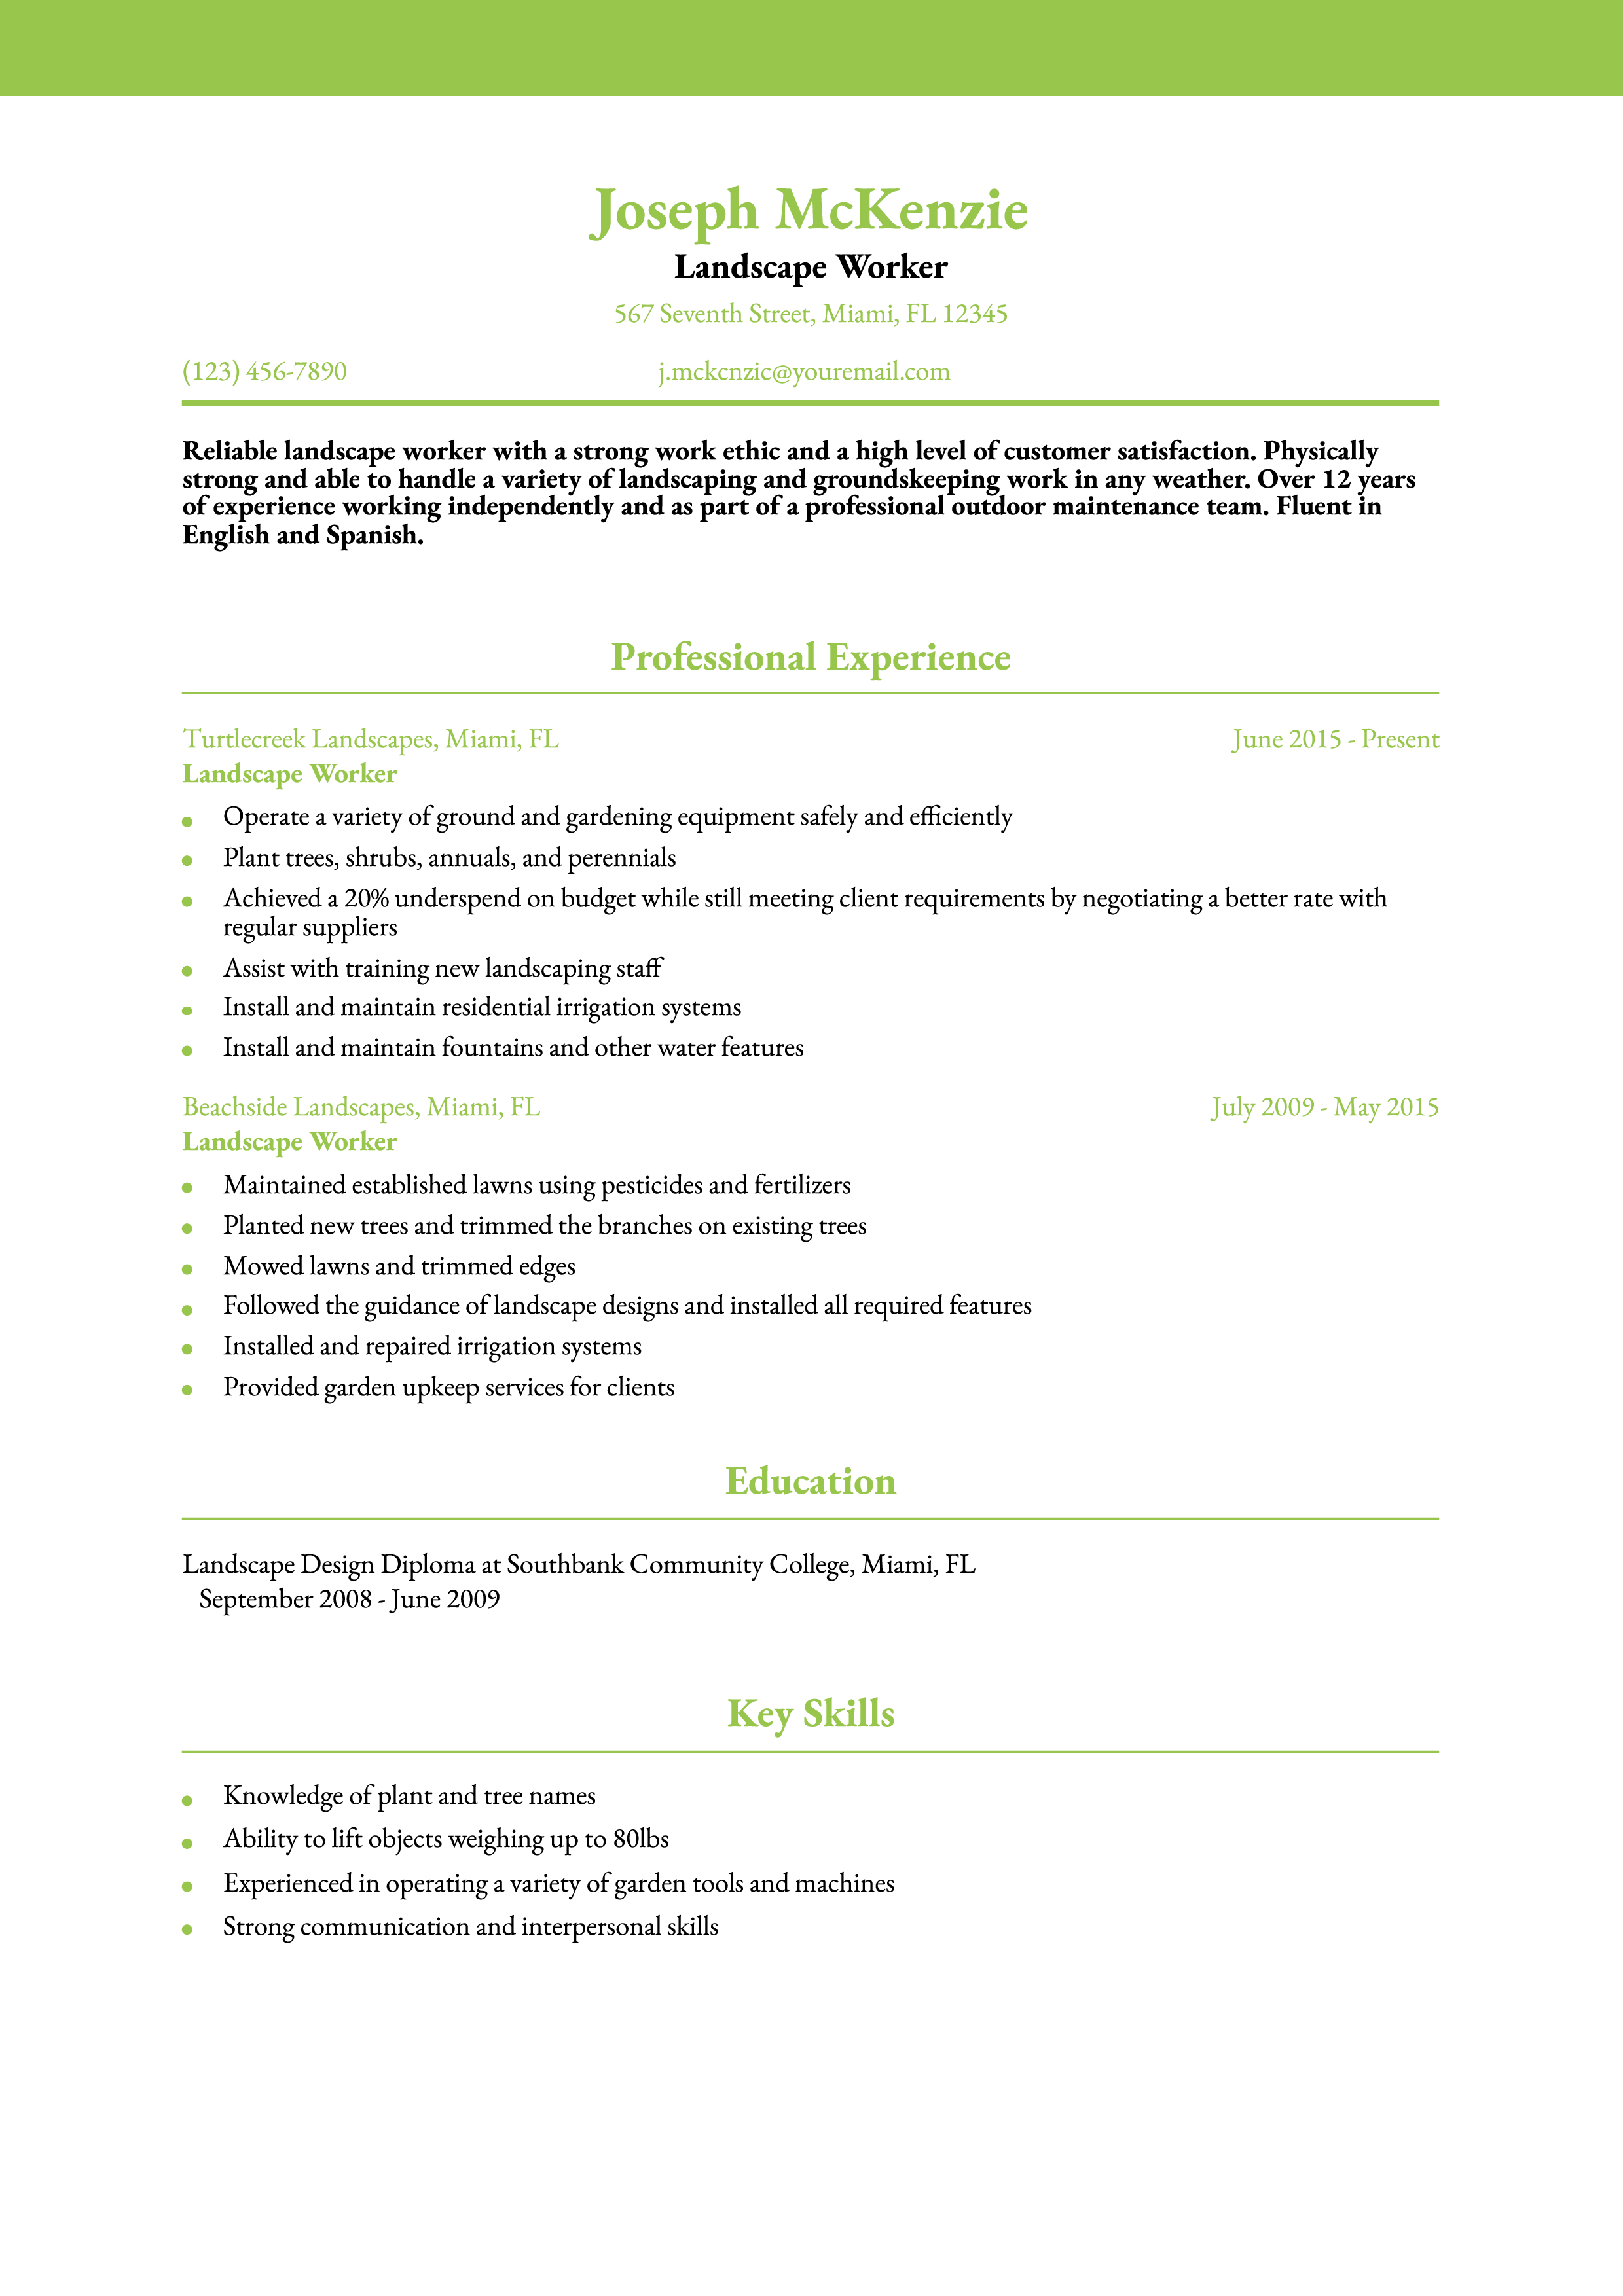 Joseph McKenzie
Landscape Worker
567 Seventh Street, Miami, FL 12345
(123) 456-7890 j.mckcnzic@youremail.com
Reliable landscape worker with a strong work ethic and a high level of customer satisfaction. Physically
strong and able to handle a variety of landscaping and groundskeeping work in any weather. Over 12 years
of experience working independently and as part of a professional outdoor maintenance team. Fluent in
English and Spanish.
Professional Experience
Turtlecreek Landscapes, Miami, FL June 2015 - Present
Landscape Worker
• Operate a variety of ground and gardening equipment safely and efficiently
• Plant trees, shrubs, annuals, and perennials
• Achieved a 20% underspend on budget while still meeting client requirements by negotiating a better rate with
regular suppliers
• Assist with training new landscaping staff
• Install and maintain residential irrigation systems
• Install and maintain fountains and other water features
Beachside Landscapes, Miami, FL July 2009 - May 2015
Landscape Worker
• Maintained established lawns using pesticides and fertilizers
• Planted new trees and trimmed the branches on existing trees
• Mowed lawns and trimmed edges
• Followed the guidance of landscape designs and installed all required features
• Installed and repaired irrigation systems
• Provided garden upkeep services for clients
Education
Landscape Design Diploma at Southbank Community College, Miami, FL
September 2008 - June 2009
Key Skills
• Knowledge of plant and tree names
• Ability to lift objects weighing up to 80lbs
• Experienced in operating a variety of garden tools and machines
• Strong communication and interpersonal skills